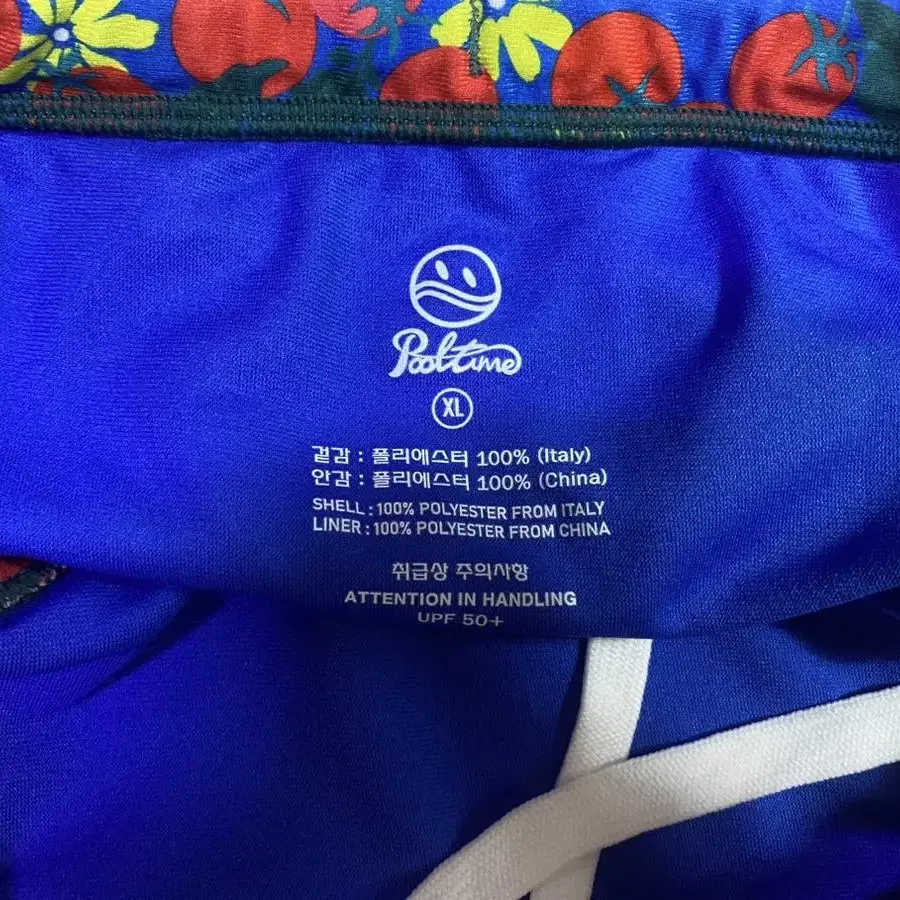 Pooltime
XL
겉감 : 폴리에스터 100% (Italy)
안감 : 폴리에스터 100% (China)
SHELL : 100% POLYESTER FROM ITALY
LINER : 100% POLYESTER FROM CHINA
취급상 주의사항
ATTENTION IN HANDLING
UPF 50+